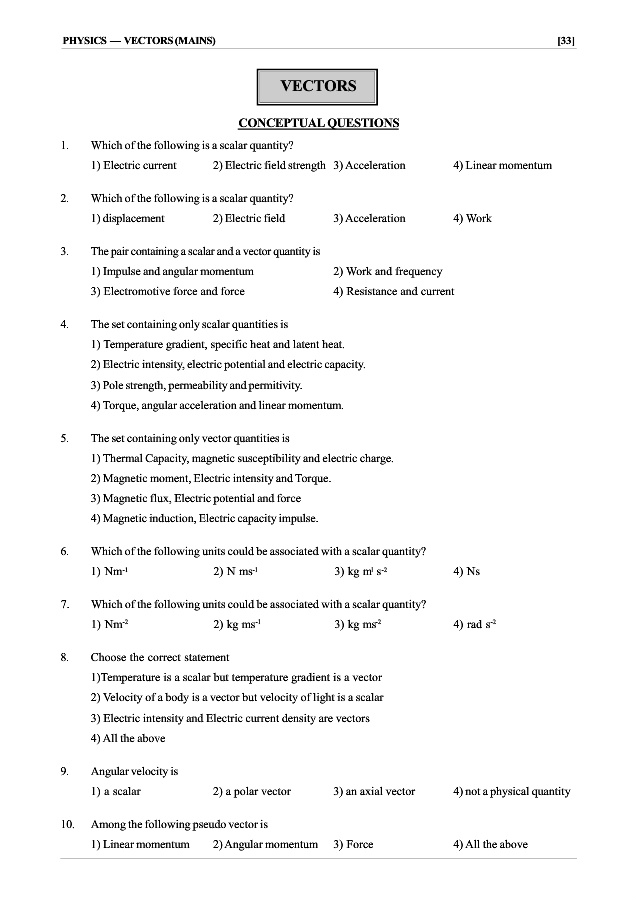 PHYSICS — VECTORS (MAINS) [33]
VECTORS
CONCEPTUAL QUESTIONS
1. Which of the following is a scalar quantity?
1) Electric current 2) Electric field strength 3) Acceleration 4) Linear momentum
2. Which of the following is a scalar quantity?
1) displacement 2) Electric field 3) Acceleration 4) Work
3. The pair containing a scalar and a vector quantity is
1) Impulse and angular momentum 2) Work and frequency
3) Electromotive force and force 4) Resistance and current
4. The set containing only scalar quantities is
1) Temperature gradient, specific heat and latent heat.
2) Electric intensity, electric potential and electric capacity.
3) Pole strength, permeability and permitivity.
4) Torque, angular acceleration and linear momentum.
5. The set containing only vector quantities is
1) Thermal Capacity, magnetic susceptibility and electric charge.
2) Magnetic moment, Electric intensity and Torque.
3) Magnetic flux, Electric potential and force
4) Magnetic induction, Electric capacity impulse.
6. Which of the following units could be associated with a scalar quantity?
1) Nm⁻¹ 2) N ms⁻¹ 3) kg m¹ s⁻² 4) Ns
7. Which of the following units could be associated with a scalar quantity?
1) Nm⁻² 2) kg ms⁻¹ 3) kg ms⁻² 4) rad s⁻²
8. Choose the correct statement
1)Temperature is a scalar but temperature gradient is a vector
2) Velocity of a body is a vector but velocity of light is a scalar
3) Electric intensity and Electric current density are vectors
4) All the above
9. Angular velocity is
1) a scalar 2) a polar vector 3) an axial vector 4) not a physical quantity
10. Among the following pseudo vector is
1) Linear momentum 2) Angular momentum 3) Force 4) All the above